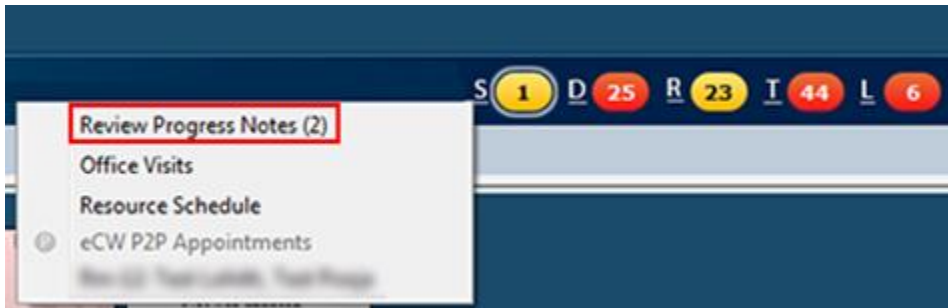 S 1 D 25 R 23 T 44 L 6
Review Progress Notes (2)
Office Visits
Resource Schedule
eCW P2P Appointments